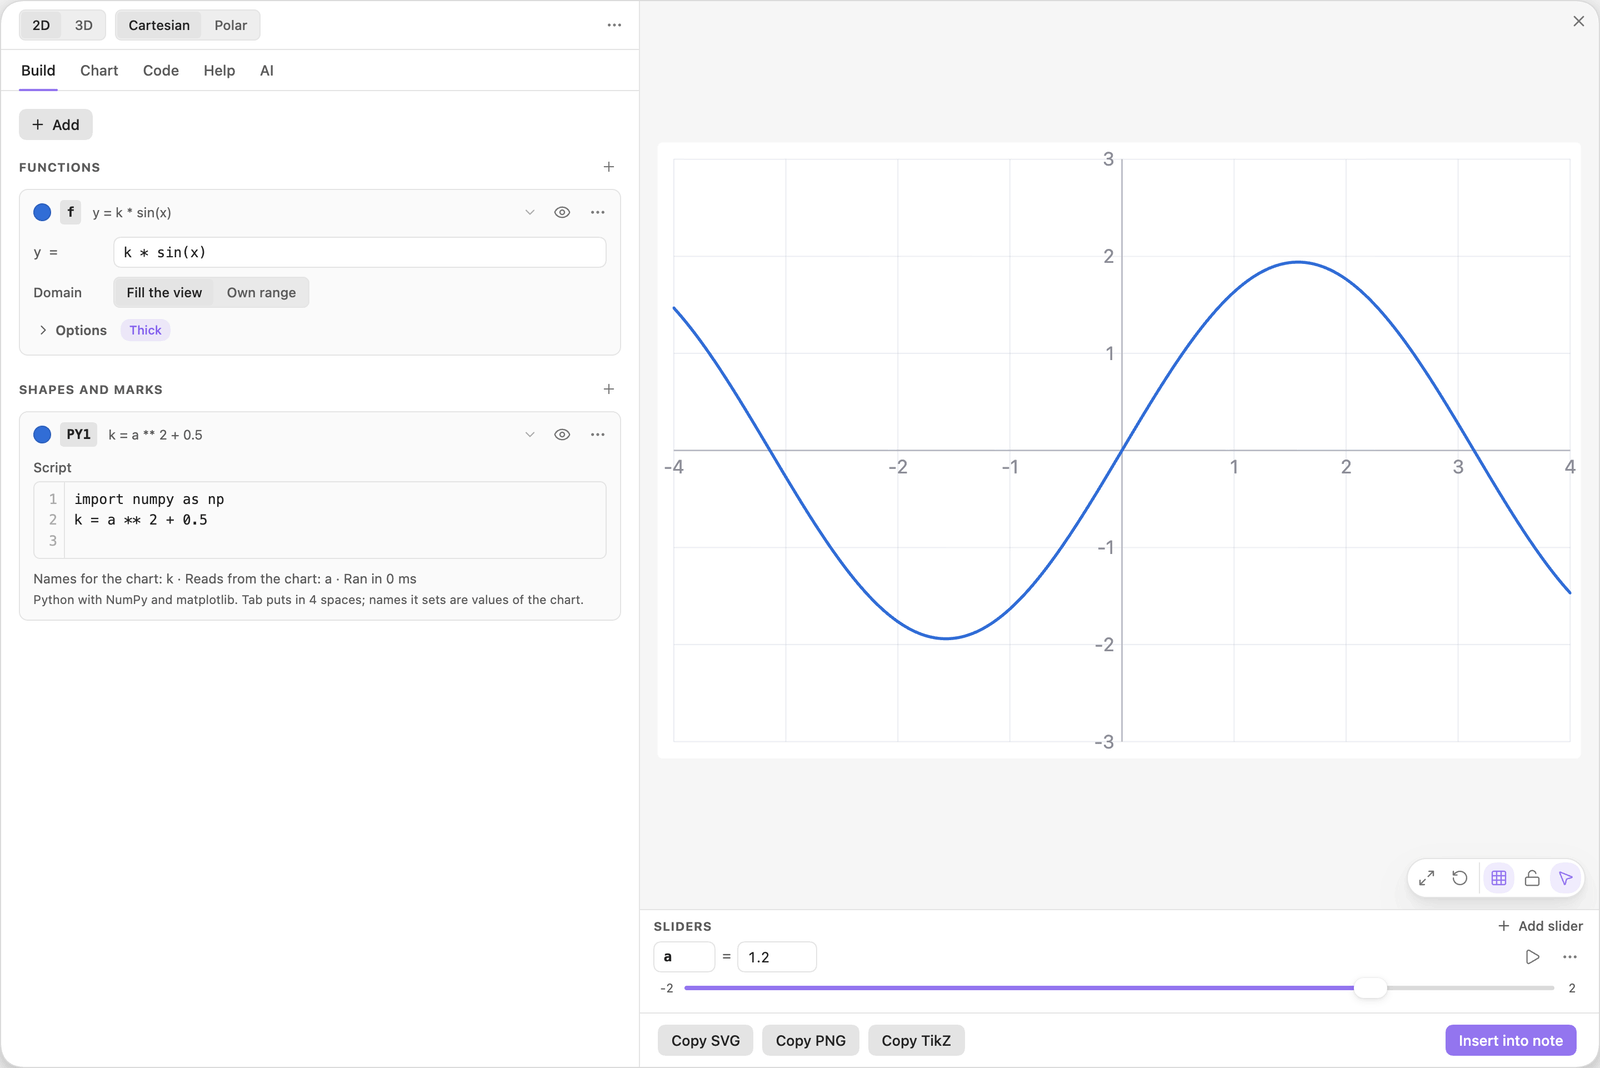 2D 3D Cartesian Polar
Build Chart Code Help AI
+ Add
FUNCTIONS
f y = k * sin(x)
y = k * sin(x)
Domain Fill the view Own range
Options Thick
SHAPES AND MARKS
PY1 k = a ** 2 + 0.5
Script
1 import numpy as np
2 k = a ** 2 + 0.5
3
Names for the chart: k · Reads from the chart: a · Ran in 0 ms
Python with NumPy and matplotlib. Tab puts in 4 spaces; names it sets are values of the chart.
3
2
1
-4 -2 -1 1 2 3 4
-1
-2
-3
SLIDERS + Add slider
a = 1.2
-2 2
Copy SVG Copy PNG Copy TikZ Insert into note